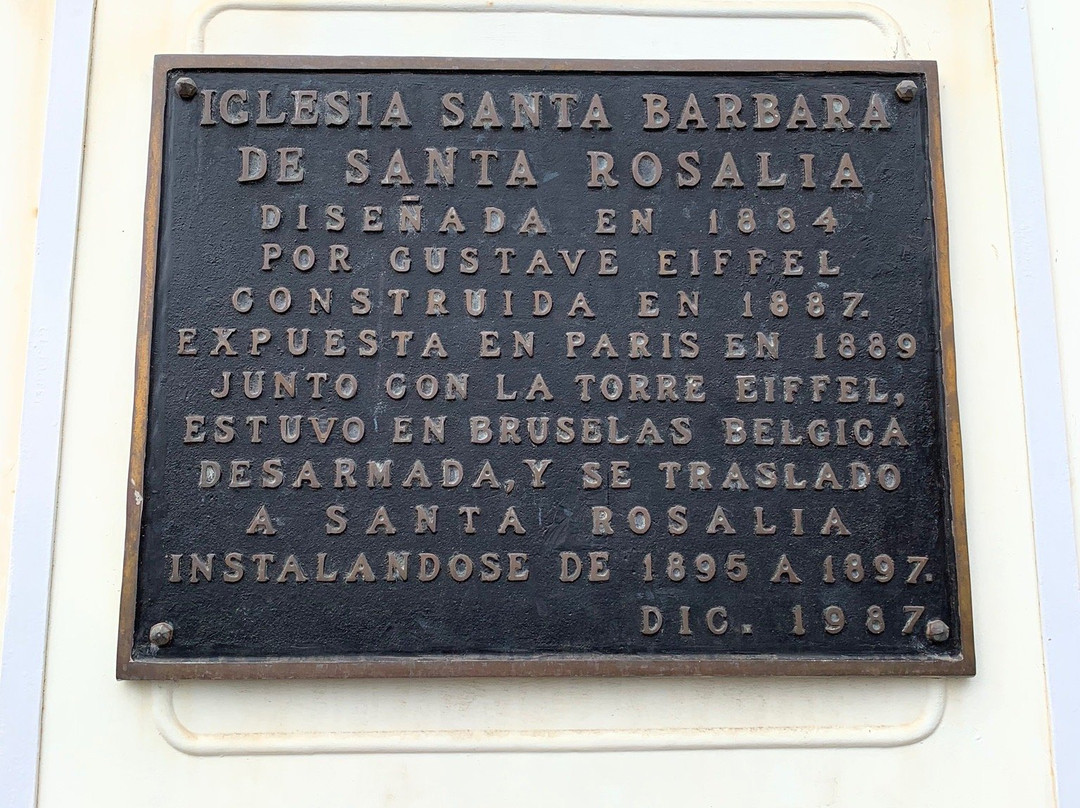 IGLESIA SANTA BARBARA
DE SANTA ROSALIA
DISEÑADA EN 1884
POR GUSTAVE EIFFEL
CONSTRUIDA EN 1887.
EXPUESTA EN PARIS EN 1889
JUNTO CON LA TORRE EIFFEL,
ESTUVO EN BRUSELAS BELGICA
DESARMADA, Y SE TRASLADO
A SANTA ROSALIA
INSTALANDOSE DE 1895 A 1897.
DIC. 1987